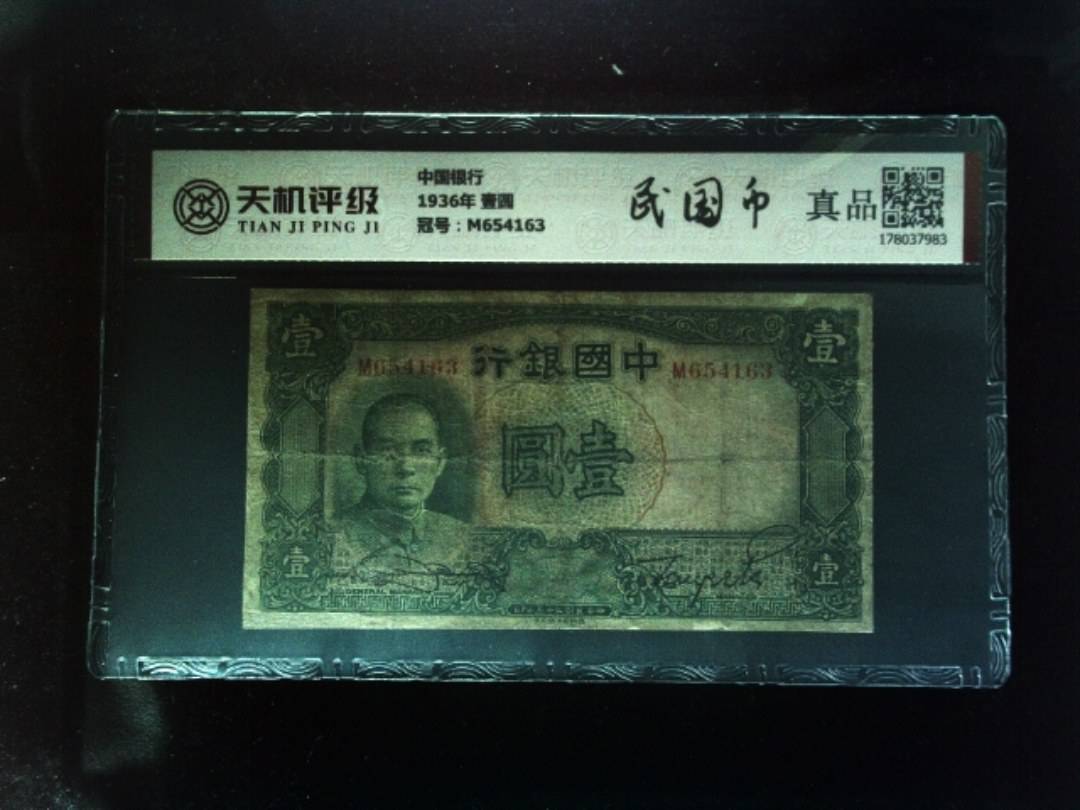 天机评级
TIAN JI PING JI
中国银行
1936年 壹圆
冠号：M654163
民国币
真品
178037983
壹
壹
M654163
行銀國中
M654163
圓壹
壹
壹